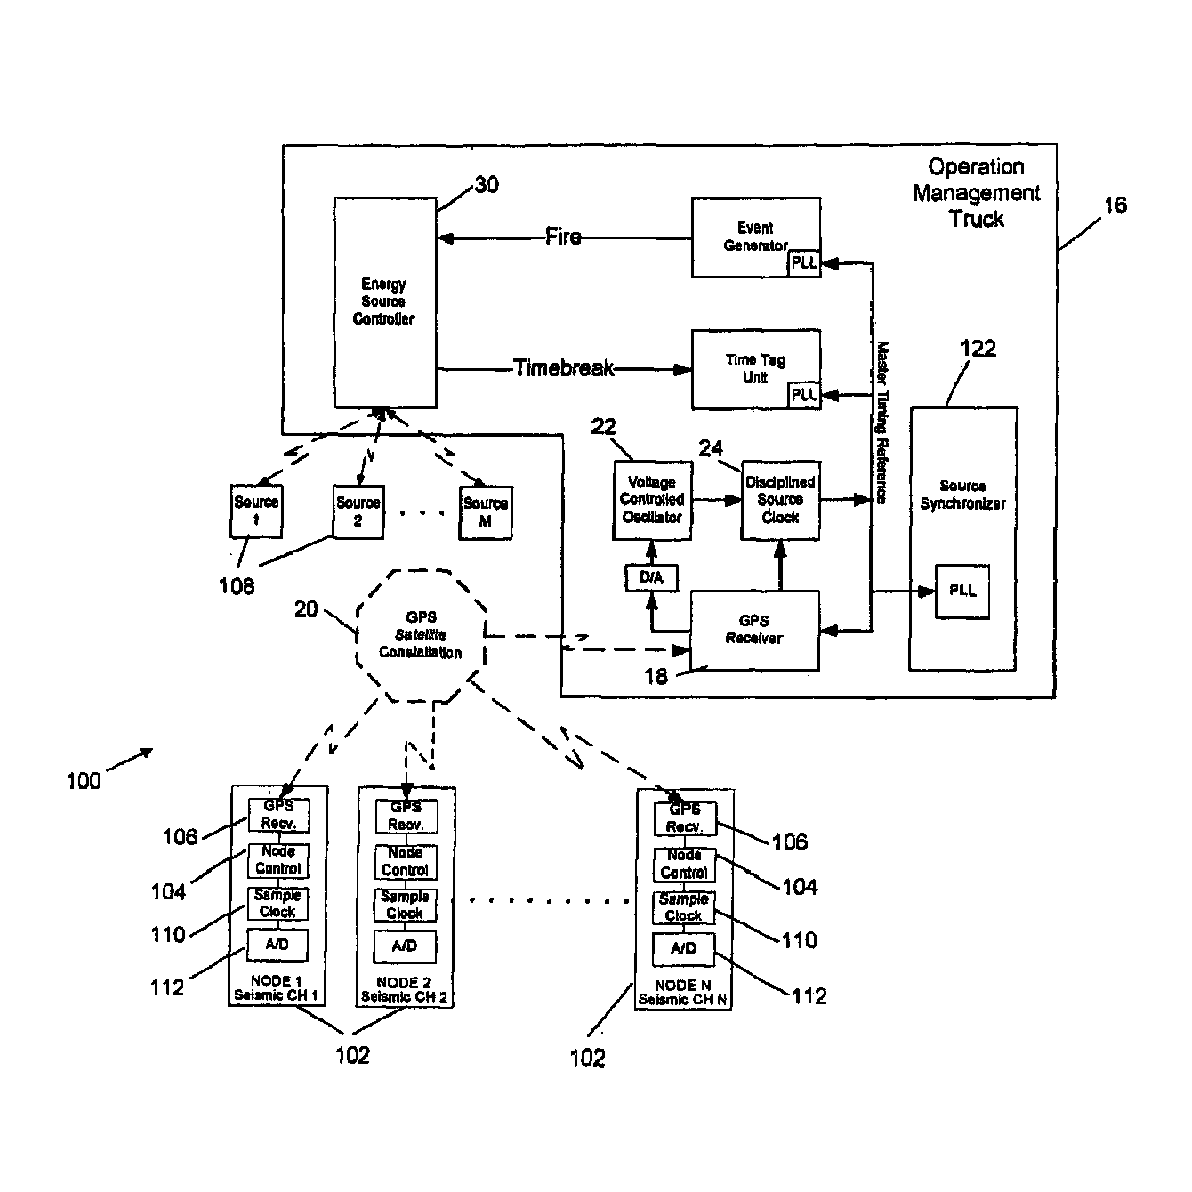 Operation
Management
Truck
16
30
Energy
Source
Controller
Fire
Event
Generator
PLL
Timebreak
Time Tag
Unit
PLL
Master Timing Reference
122
Source
Synchronizer
PLL
22
Voltage
Controlled
Oscillator
24
Disciplined
Source
Clock
D/A
GPS
Receiver
18
Source
1
Source
2
Source
M
108
20
GPS
Satellite
Constellation
100
GPS
Recv.
Node
Control
Sample
Clock
A/D
NODE 1
Seismic CH 1
GPS
Recv.
Node
Control
Sample
Clock
A/D
NODE 2
Seismic CH 2
GPS
Recv.
Node
Control
Sample
Clock
A/D
NODE N
Seismic CH N
106
104
110
112
106
104
110
112
102
102